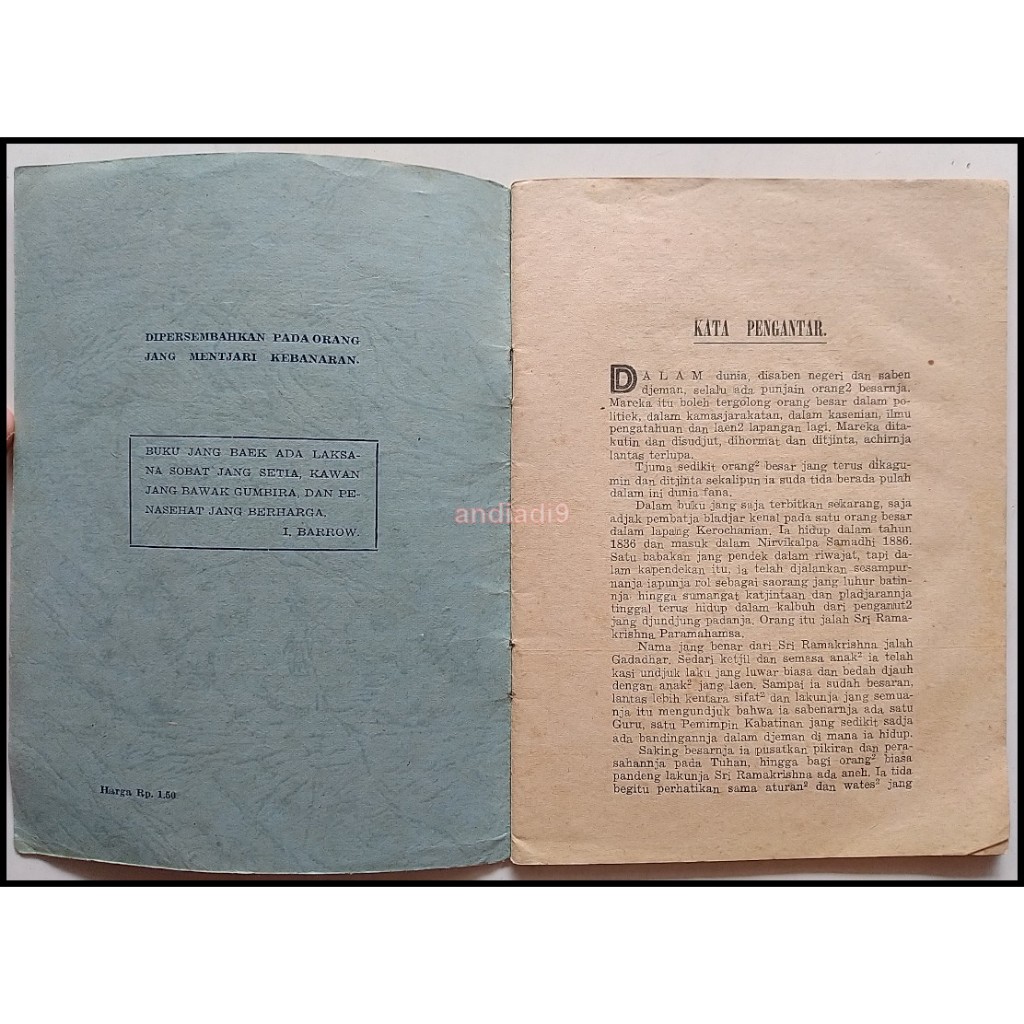 DIPERSEMBAHKAN PADA ORANG
JANG MENTJARI KEBANARAN.
BUKU JANG BAEK ADA LAKSA-
NA SOBAT JANG SETIA, KAWAN
JANG BAWAK GUMBIRA, DAN PE-
NASEHAT JANG BERHARGA.
I. BARROW.
Harga Rp. 1.50
andiadi9
KATA PENGANTAR.
DALAM dunia, disaben negeri dan saben
djeman, selalu ada punjain orang2 besarnja.
Mareka itu boleh tergolong orang besar dalam po-
litiek, dalam kamasjarakatan, dalam kasenian, ilmu
pengatahuan dan laen2 lapangan lagi. Mareka dita-
kutin dan disudjut, dihormat dan ditjinta, achirnja
lantas terlupa.
Tjuma sedikit orang² besar jang terus dikagu-
min dan ditjinta sekalipun ia suda tida berada pulah
dalam ini dunia fana.
Dalam buku jang saja terbitkan sekarang, saja
adjak pembatja bladjar kenal pada satu orang besar
dalam lapang Kerochanian. Ia hidup dalam tahun
1836 dan masuk dalam Nirvikalpa Samadhi 1886.
Satu babakan jang pendek dalam riwajat, tapi da-
lam kapendekan itu, ia telah djalankan sesampur-
nanja iapunja rol sebagai saorang jang luhur batin-
nja, hingga sumangat katjintaan dan pladjarannja
tinggal terus hidup dalam kalbuh dari penganut2
jang djundjung padanja. Orang itu jalah Sri Rama-
krishna Paramahamsa.
Nama jang benar dari Sri Ramakrishna jalah
Gadadhar. Sedari ketjil dan semasa anak² ia telah
kasi undjuk laku jang luwar biasa dan bedah djauh
dengan anak² jang laen. Sampai ia sudah besaran,
lantas lebih kentara sifat² dan lakunja jang semua-
nja itu mengundjuk bahwa ia sabenarnja ada satu
Guru, satu Pemimpin Kabatinan jang sedikit sadja
ada bandingannja dalam djeman di mana ia hidup.
Saking besarnja ia pusatkan pikiran dan pera-
sahannja pada Tuhan, hingga bagi orang² biasa
pandeng lakunja Sri Ramakrishna ada aneh. Ia tida
begitu perhatikan sama aturan² dan wates² jang